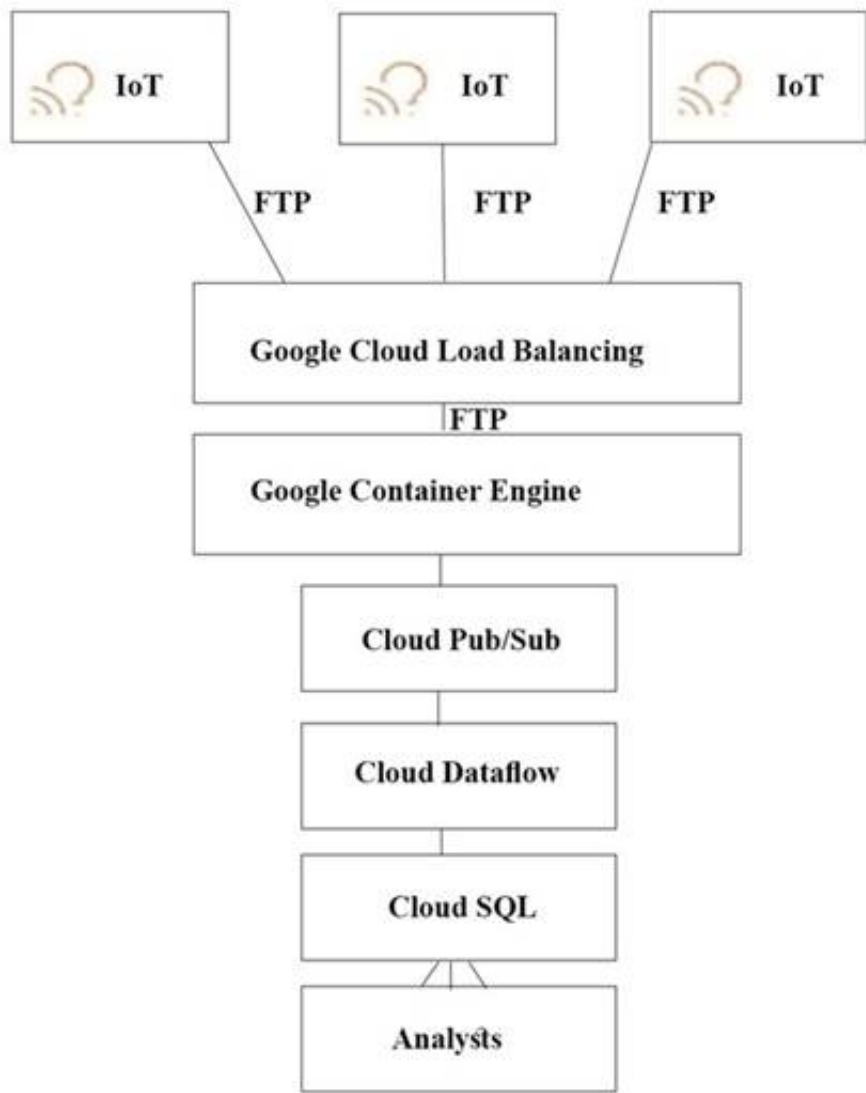 IoT
IoT
IoT
FTP
FTP
FTP
Google Cloud Load Balancing
FTP
Google Container Engine
Cloud Pub/Sub
Cloud Dataflow
Cloud SQL
Analysts